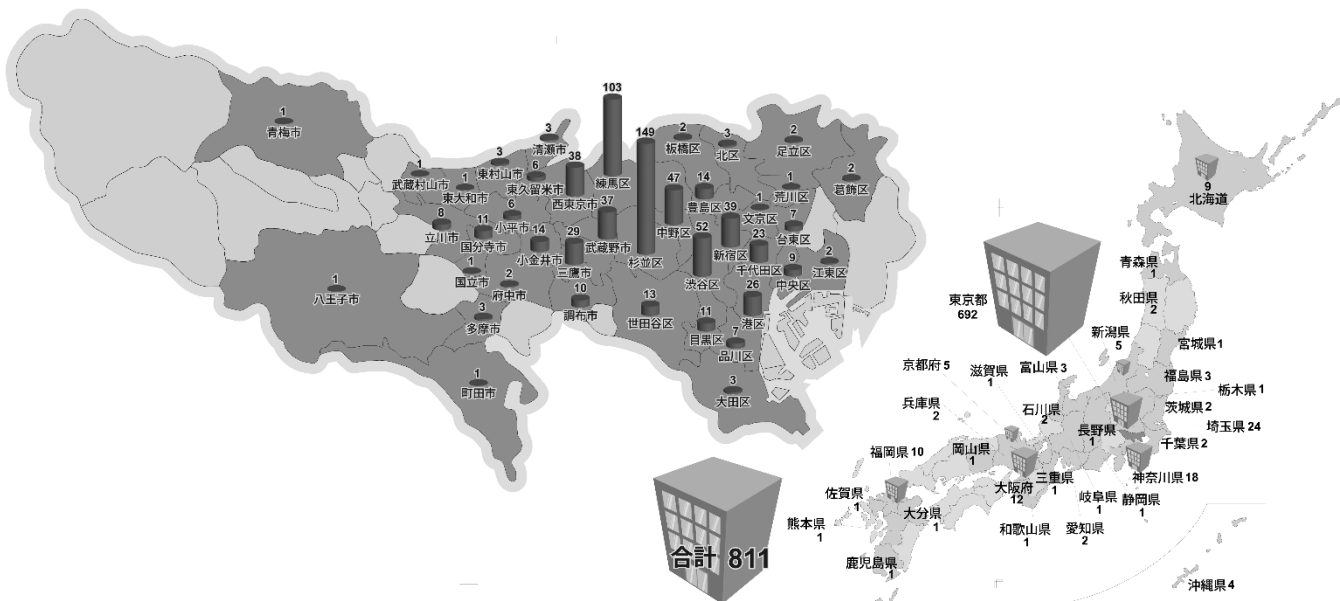 1
青梅市
1
武蔵村山市
1
東大和市
3
東村山市
3
清瀬市
6
東久留米市
38
西東京市
103
練馬区
149
杉並区
2
板橋区
3
北区
2
足立区
2
葛飾区
1
荒川区
14
豊島区
1
文京区
7
台東区
47
中野区
39
新宿区
23
千代田区
9
中央区
2
江東区
52
渋谷区
26
港区
37
武蔵野市
29
三鷹市
14
小金井市
6
小平市
11
国分寺市
8
立川市
1
国立市
2
府中市
10
調布市
13
世田谷区
11
目黒区
7
品川区
3
大田区
3
多摩市
1
八王子市
1
町田市
合計 811
9
北海道
青森県
1
秋田県
2
東京都
692
新潟県
5
宮城県1
富山県3
福島県3
栃木県1
京都府5
滋賀県
1
兵庫県
2
石川県
2
茨城県2
埼玉県24
長野県
1
千葉県2
福岡県10
岡山県
1
神奈川県18
大阪府
12
三重県
1
岐阜県
1
静岡県
1
佐賀県
1
大分県
1
熊本県
1
和歌山県
1
愛知県
2
鹿児島県
1
沖縄県4